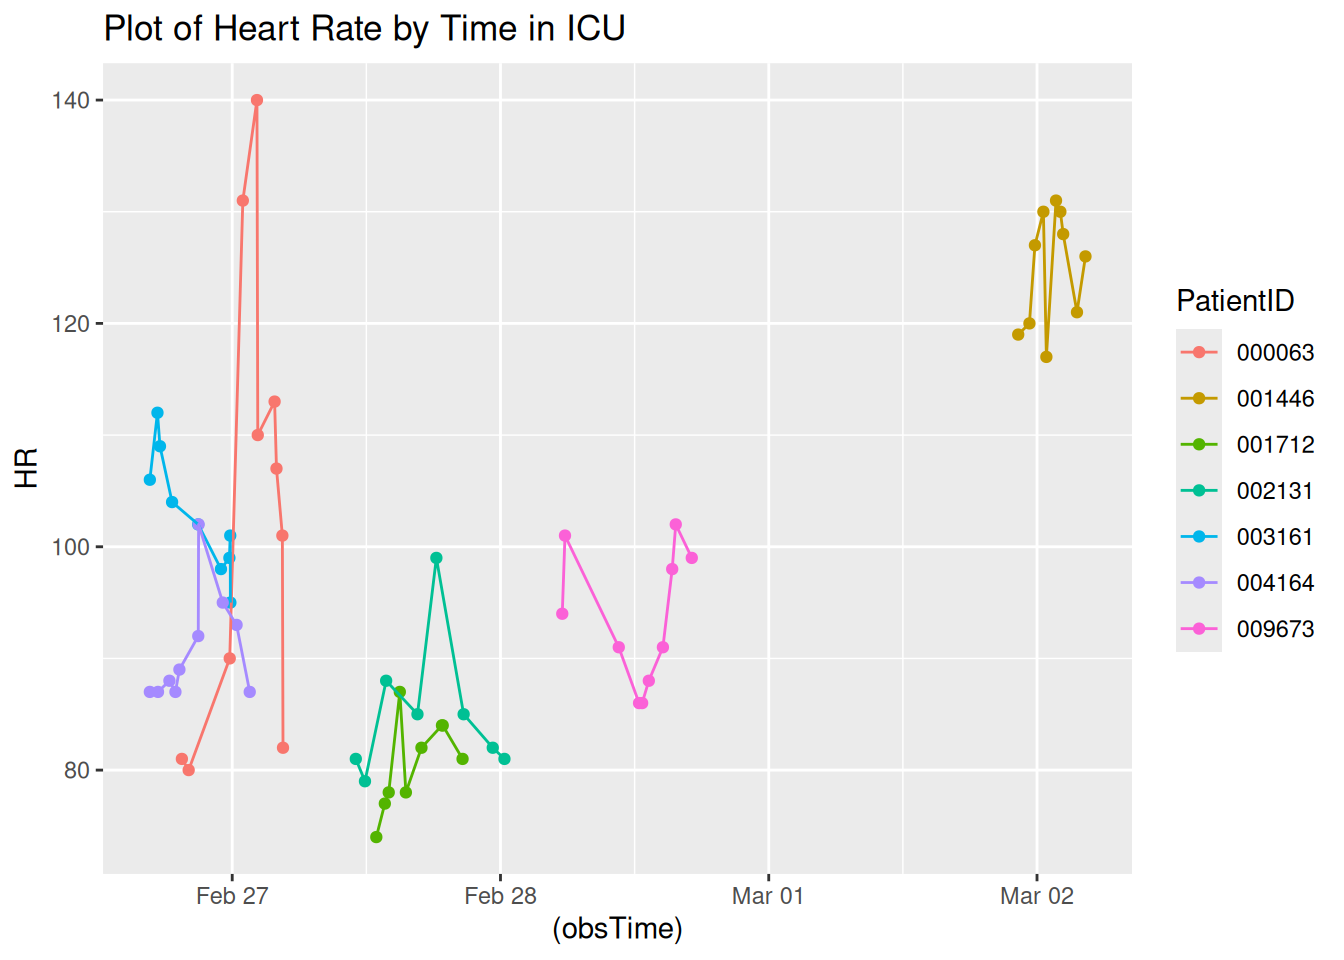 Plot of Heart Rate by Time in ICU
HR
140
120
100
80
Feb 27
Feb 28
Mar 01
Mar 02
(obsTime)
PatientID
000063
001446
001712
002131
003161
004164
009673